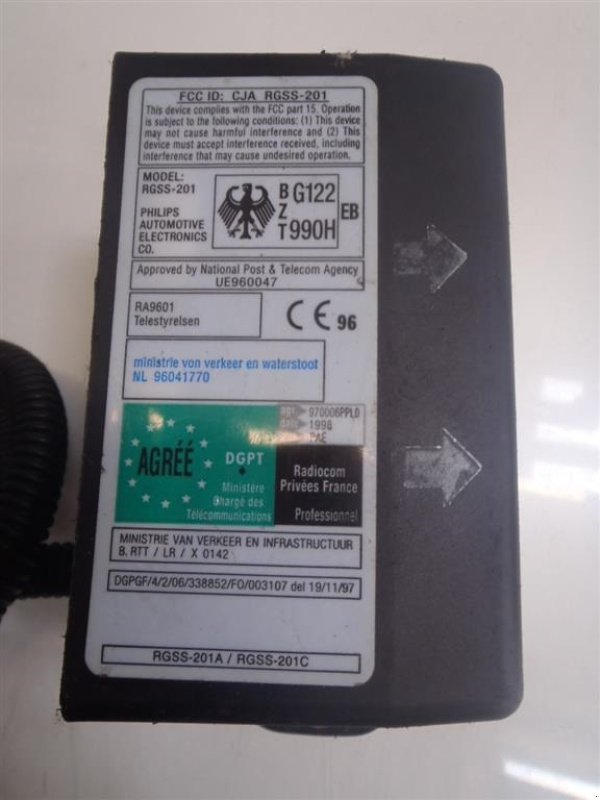 FCC ID: CJA RGSS-201
This device complies with the FCC part 15. Operation
is subject to the following conditions: (1) This device
may not cause harmful interference and (2) This
device must accept interference received, including
interference that may cause undesired operation.
MODEL:
RGSS-201
PHILIPS
AUTOMOTIVE
ELECTRONICS
CO.
B G122
Z
T 990H
EB
Approved by National Post & Telecom Agency
UE960047
RA9601
Telestyrelsen
CE 96
ministrie von verkeer en waterstoot
NL 96041770
agr. 970006PPL0
date 1998
PAE
AGRÉÉ
DGPT
Ministère
Chargé des
Télécommunications
Radiocom
Privées France
Professionnel
MINISTRIE VAN VERKEER EN INFRASTRUCTUUR
B. RTT / LR / X 0142
DGPGF/4/2/06/338852/FO/003107 del 19/11/97
RGSS-201A / RGSS-201C